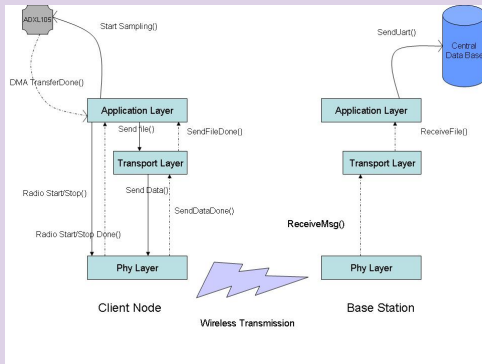 ADXL105
Start Sampling()
SendUart()
Central
Data Base
DMA TransferDone()
Application Layer
Application Layer
Send file()
SendFileDone()
ReceiveFile()
Transport Layer
Transport Layer
Radio Start/Stop()
Send Data()
SendDataDone()
ReceiveMsg()
Radio Start/Stop Done()
Phy Layer
Phy Layer
Client Node
Base Station
Wireless Transmission